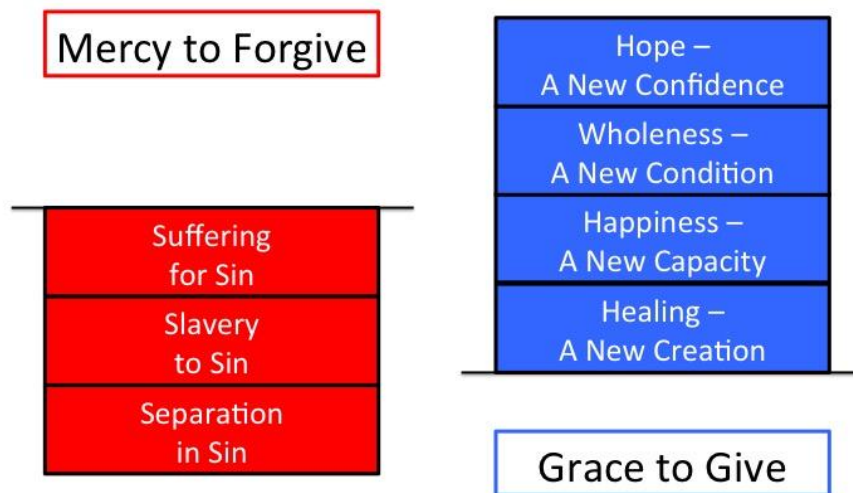 Mercy to Forgive
Suffering
for Sin
Slavery
to Sin
Separation
in Sin
Hope –
A New Confidence
Wholeness –
A New Condition
Happiness –
A New Capacity
Healing –
A New Creation
Grace to Give